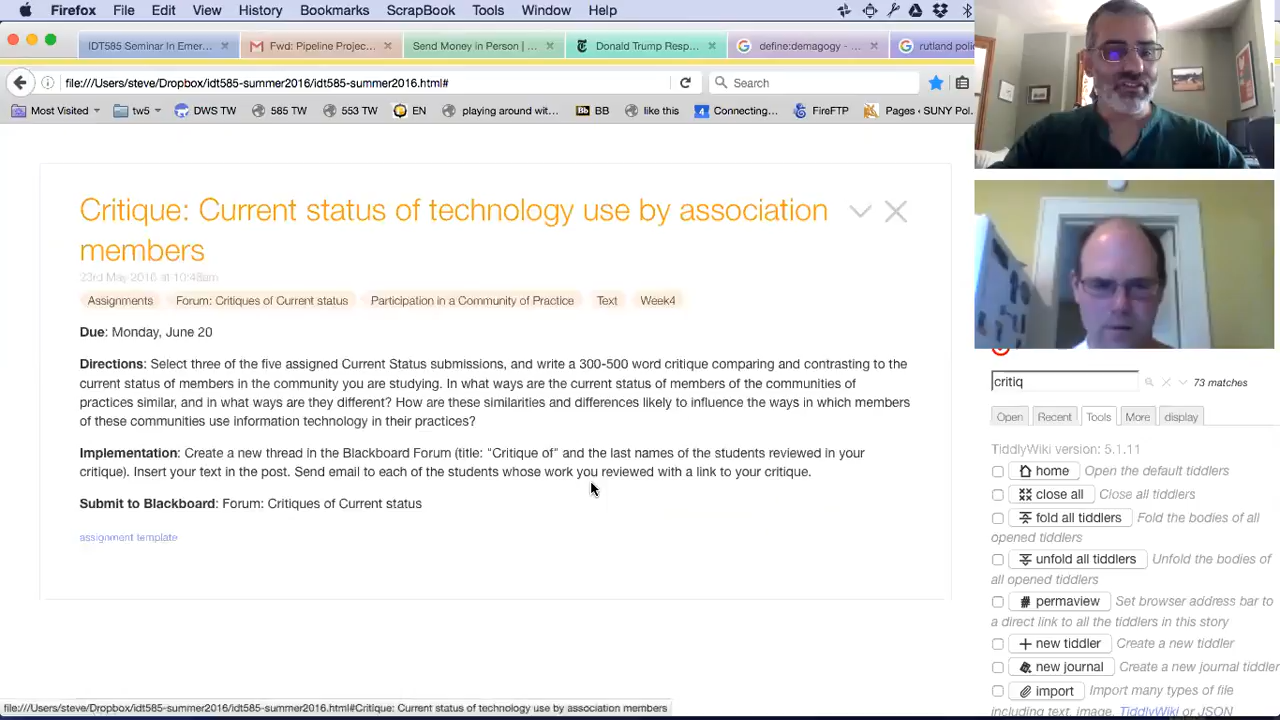 Firefox File Edit View History Bookmarks ScrapBook Tools Window Help
IDT585 Seminar In Emer... × Fwd: Pipeline Projec... × Send Money in Person | ... × Donald Trump Resp... × define:demagogy - ... × rutland poli
file:///Users/steve/Dropbox/idt585-summer2016/idt585-summer2016.html# Search
Most Visited tw5 DWS TW 585 TW 553 TW EN playing around wit... Bb BB like this 4 Connecting... FireFTP Pages ‹ SUNY Pol...
Critique: Current status of technology use by association
members
23rd May 2016 at 10:48am
Assignments Forum: Critiques of Current status Participation in a Community of Practice Text Week4
Due: Monday, June 20
Directions: Select three of the five assigned Current Status submissions, and write a 300-500 word critique comparing and contrasting to the
current status of members in the community you are studying. In what ways are the current status of members of the communities of
practices similar, and in what ways are they different? How are these similarities and differences likely to influence the ways in which members
of these communities use information technology in their practices?
Implementation: Create a new thread in the Blackboard Forum (title: "Critique of" and the last names of the students reviewed in your
critique). Insert your text in the post. Send email to each of the students whose work you reviewed with a link to your critique.
Submit to Blackboard: Forum: Critiques of Current status
assignment template
critiq 73 matches
Open Recent Tools More display
TiddlyWiki version: 5.1.11
home Open the default tiddlers
close all Close all tiddlers
fold all tiddlers Fold the bodies of all
opened tiddlers
unfold all tiddlers Unfold the bodies of
all opened tiddlers
# permaview Set browser address bar to
a direct link to all the tiddlers in this story
+ new tiddler Create a new tiddler
new journal Create a new journal tiddler
import Import many types of file
including text, image, TiddlyWiki or JSON
file:///Users/steve/Dropbox/idt585-summer2016/idt585-summer2016.html#Critique: Current status of technology use by association members